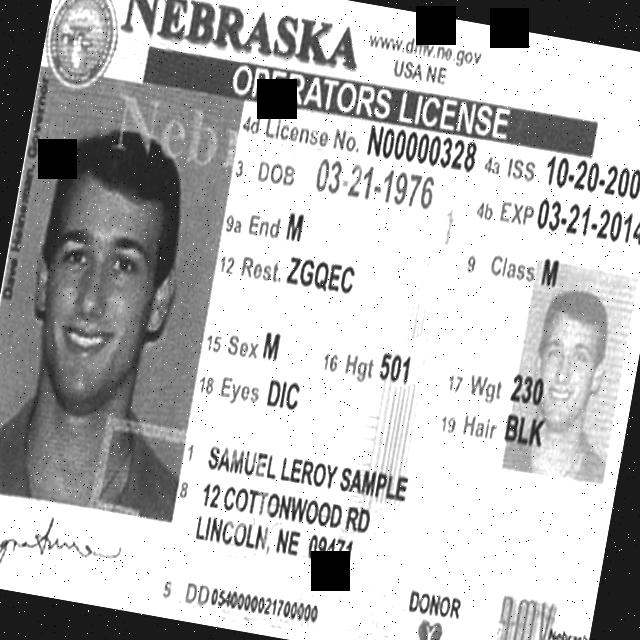 NEBRASKA
www.dmv.ne.gov
USA NE
OPERATORS LICENSE
4d License No. N00000328 4a ISS 10-20-200
3. DOB 03-21-1976 4b. EXP 03-21-2014
9a End M
9 Class M
12 Rest. ZGQEC
15 Sex M 16 Hgt 501 17 Wgt 230
18 Eyes DIC 19 Hair BLK
1 SAMUEL LEROY SAMPLE
8 12 COTTONWOOD RD
LINCOLN, NE
5 DD 0540000021700000
DONOR
DMV
Nebraska